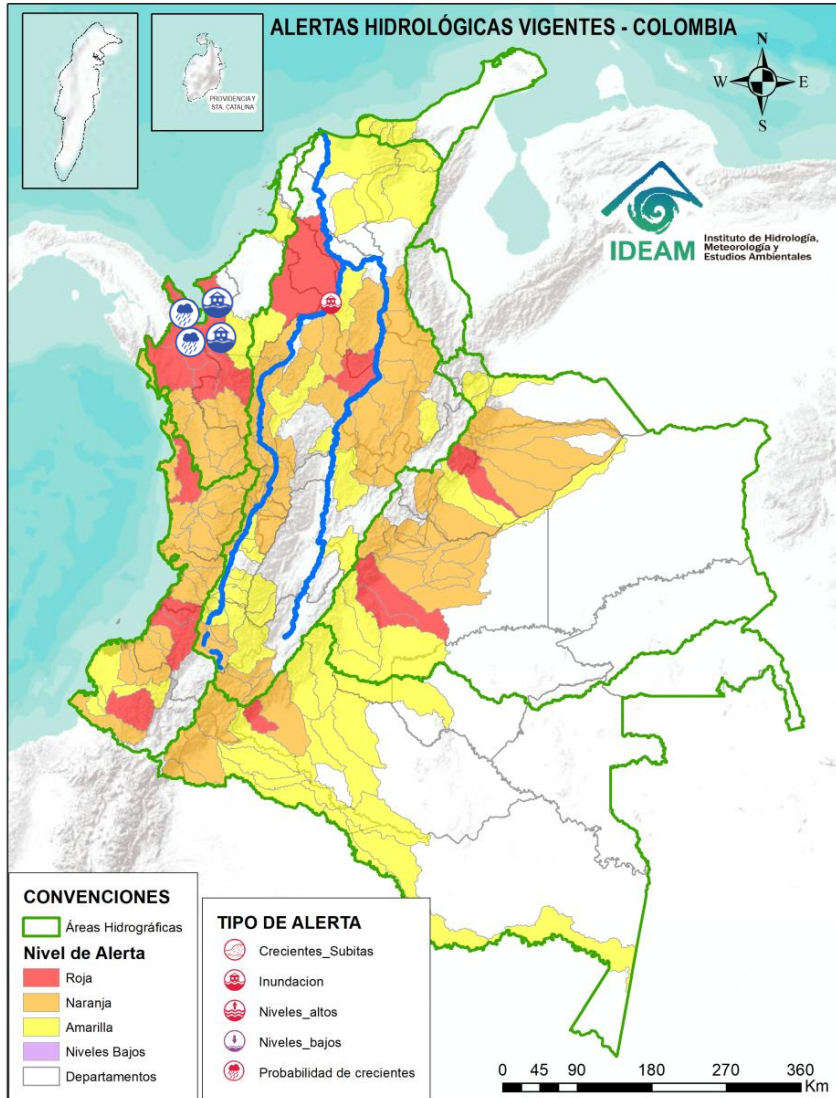 ALERTAS HIDROLÓGICAS VIGENTES - COLOMBIA
PROVIDENCIA Y
STA. CATALINA
N
W
E
S
IDEAM
Instituto de Hidrología,
Meteorología y
Estudios Ambientales
CONVENCIONES
Áreas Hidrográficas
Nivel de Alerta
Roja
Naranja
Amarilla
Niveles Bajos
Departamentos
TIPO DE ALERTA
Crecientes_Subitas
Inundacion
Niveles_altos
Niveles_bajos
Probabilidad de crecientes
0 45 90 180 270 360
Km